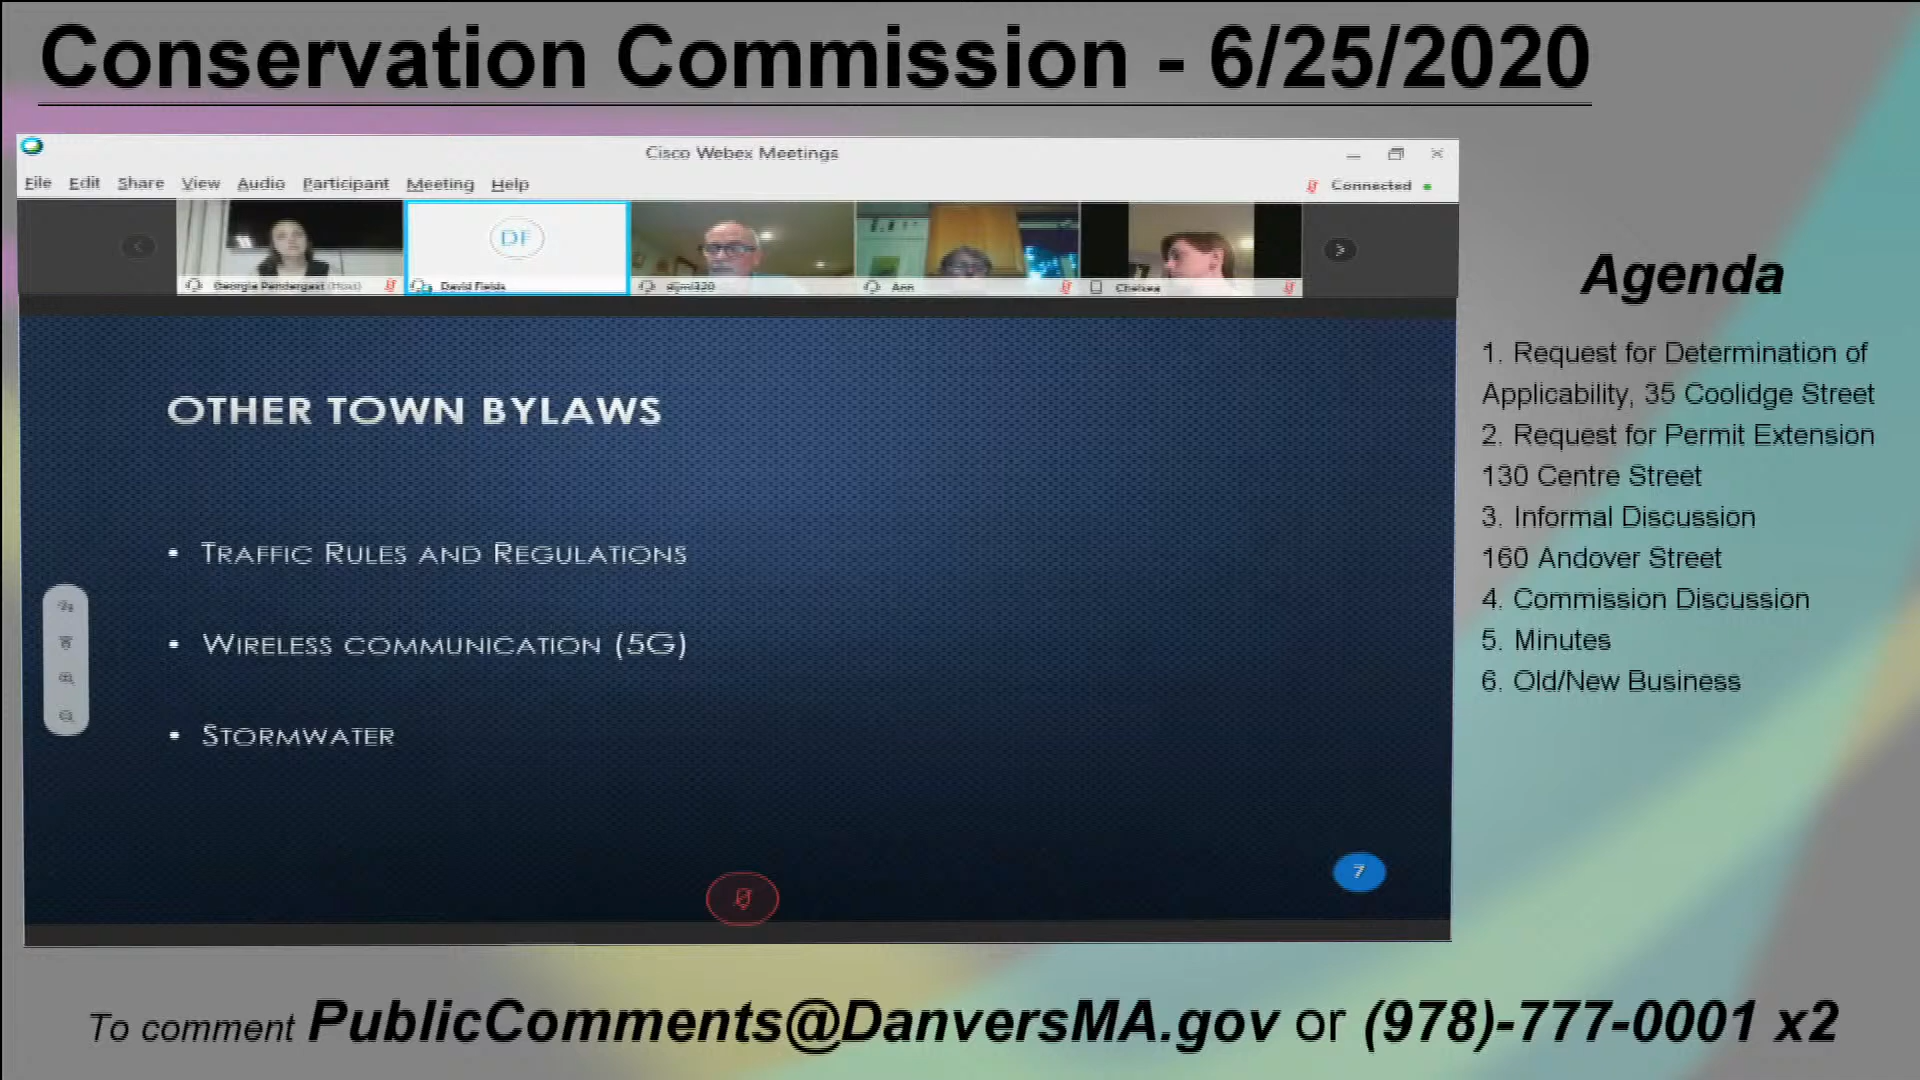 Conservation Commission - 6/25/2020
Cisco Webex Meetings
File Edit Share View Audio Participant Meeting Help
Connected
DF
Georgia Pendergast (Host)
David Fields
Ann
Chelsea
OTHER TOWN BYLAWS
• TRAFFIC RULES AND REGULATIONS
• WIRELESS COMMUNICATION (5G)
• STORMWATER
7
Agenda
1. Request for Determination of
Applicability, 35 Coolidge Street
2. Request for Permit Extension
130 Centre Street
3. Informal Discussion
160 Andover Street
4. Commission Discussion
5. Minutes
6. Old/New Business
To comment PublicComments@DanversMA.gov or (978)-777-0001 x2